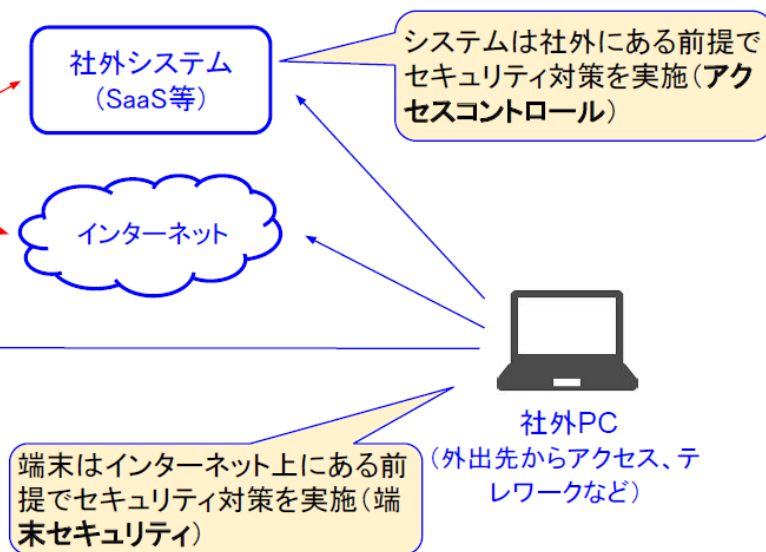 社外システム
(SaaS等)
システムは社外にある前提で
セキュリティ対策を実施(アク
セスコントロール)
インターネット
社外PC
(外出先からアクセス、テ
レワークなど)
端末はインターネット上にある前
提でセキュリティ対策を実施(端
末セキュリティ)